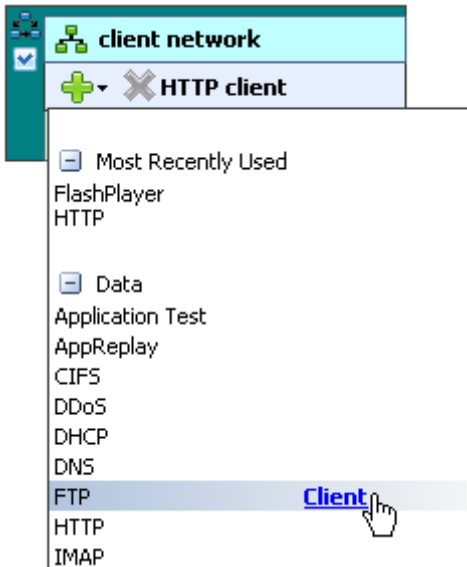 client network
HTTP client
Most Recently Used
FlashPlayer
HTTP
Data
Application Test
AppReplay
CIFS
DDoS
DHCP
DNS
FTP Client
HTTP
IMAP